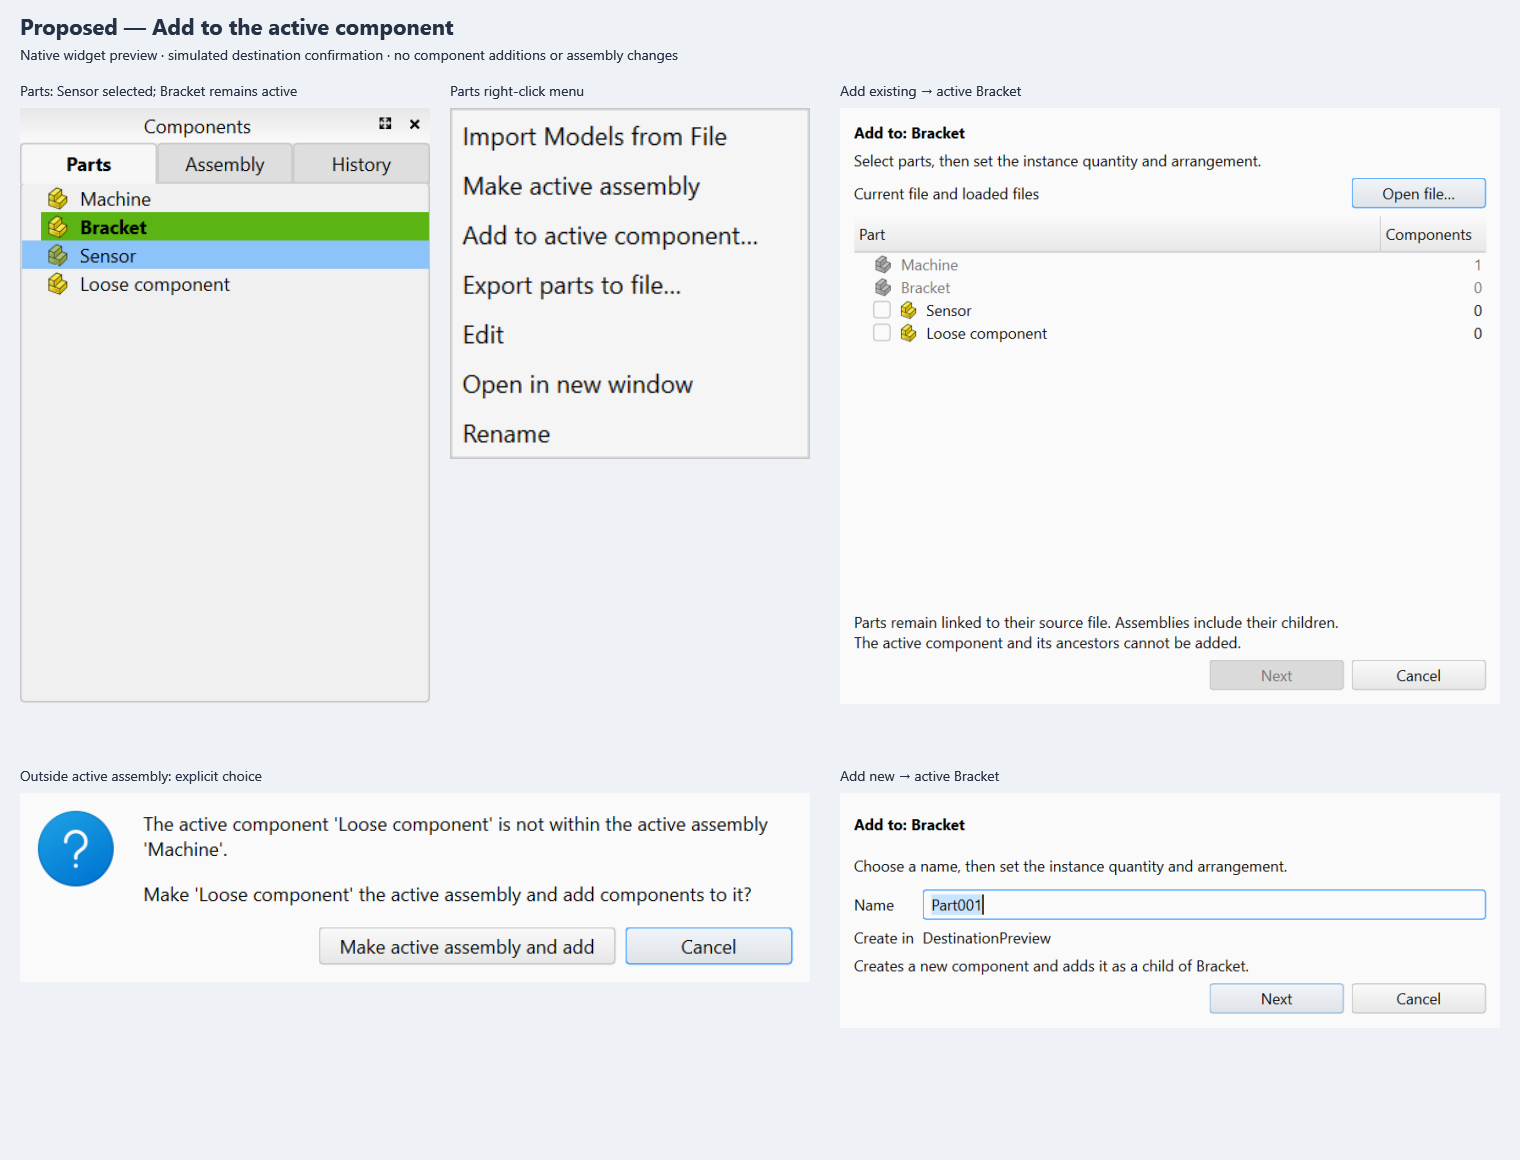 Proposed — Add to the active component
Native widget preview · simulated destination confirmation · no component additions or assembly changes
Parts: Sensor selected; Bracket remains active
Components
Parts
Assembly
History
Machine
Bracket
Sensor
Loose component
Parts right-click menu
Import Models from File
Make active assembly
Add to active component...
Export parts to file...
Edit
Open in new window
Rename
Add existing → active Bracket
Add to: Bracket
Select parts, then set the instance quantity and arrangement.
Current file and loaded files
Open file...
Part
Components
Machine 1
Bracket 0
Sensor 0
Loose component 0
Parts remain linked to their source file. Assemblies include their children.
The active component and its ancestors cannot be added.
Next
Cancel
Outside active assembly: explicit choice
The active component 'Loose component' is not within the active assembly
'Machine'.
Make 'Loose component' the active assembly and add components to it?
Make active assembly and add
Cancel
Add new → active Bracket
Add to: Bracket
Choose a name, then set the instance quantity and arrangement.
Name Part001
Create in DestinationPreview
Creates a new component and adds it as a child of Bracket.
Next
Cancel